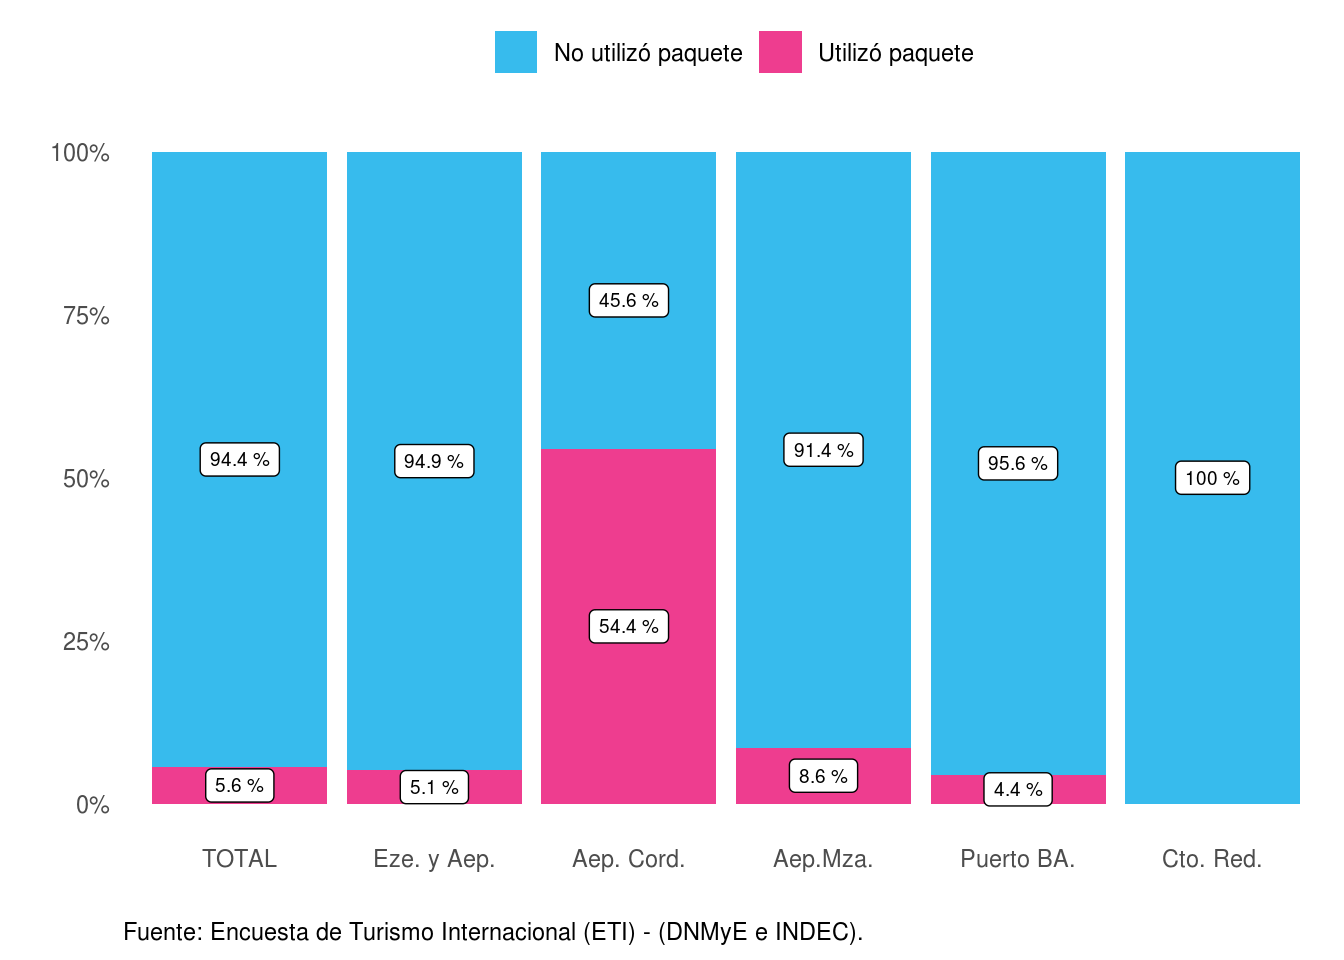 No utilizó paquete Utilizó paquete
100%
75%
50%
25%
0%
45.6 %
94.4 % 94.9 % 91.4 % 95.6 % 100 %
54.4 %
5.6 % 5.1 % 8.6 % 4.4 %
TOTAL Eze. y Aep. Aep. Cord. Aep.Mza. Puerto BA. Cto. Red.
Fuente: Encuesta de Turismo Internacional (ETI) - (DNMyE e INDEC).